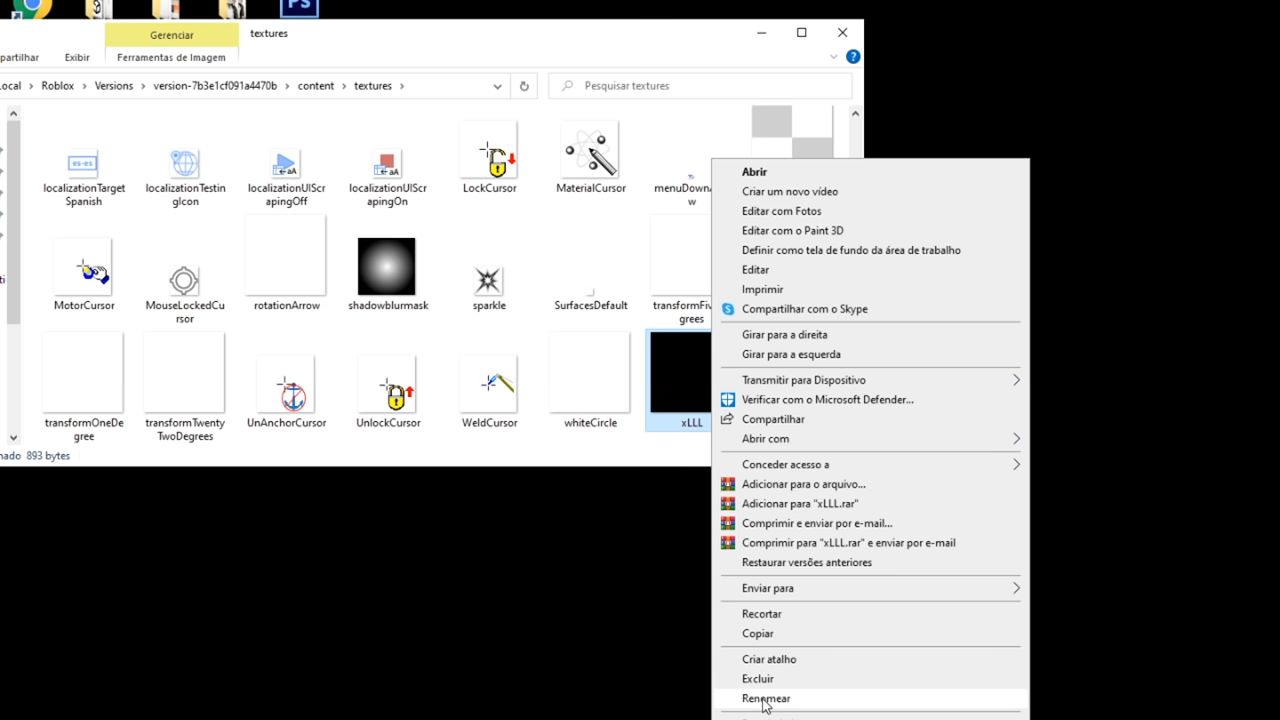 Ps
Gerenciar
textures
partilhar
Exibir
Ferramentas de Imagem
ocal > Roblox > Versions > version-7b3e1cf091a4470b > content > textures >
Pesquisar textures
es-es
localizationTarget
Spanish
localizationTestin
gIcon
localizationUIScr
apingOff
localizationUIScr
apingOn
LockCursor
MaterialCursor
menuDownA
w
MotorCursor
MouseLockedCu
rsor
rotationArrow
shadowblurmask
sparkle
SurfacesDefault
transformFiv
grees
transformOneDe
gree
transformTwenty
TwoDegrees
UnAnchorCursor
UnlockCursor
WeldCursor
whiteCircle
xLLL
nado 893 bytes
Abrir
Criar um novo vídeo
Editar com Fotos
Editar com o Paint 3D
Definir como tela de fundo da área de trabalho
Editar
Imprimir
Compartilhar com o Skype
Girar para a direita
Girar para a esquerda
Transmitir para Dispositivo
Verificar com o Microsoft Defender...
Compartilhar
Abrir com
Conceder acesso a
Adicionar para o arquivo...
Adicionar para "xLLL.rar"
Comprimir e enviar por e-mail...
Comprimir para "xLLL.rar" e enviar por e-mail
Restaurar versões anteriores
Enviar para
Recortar
Copiar
Criar atalho
Excluir
Renomear